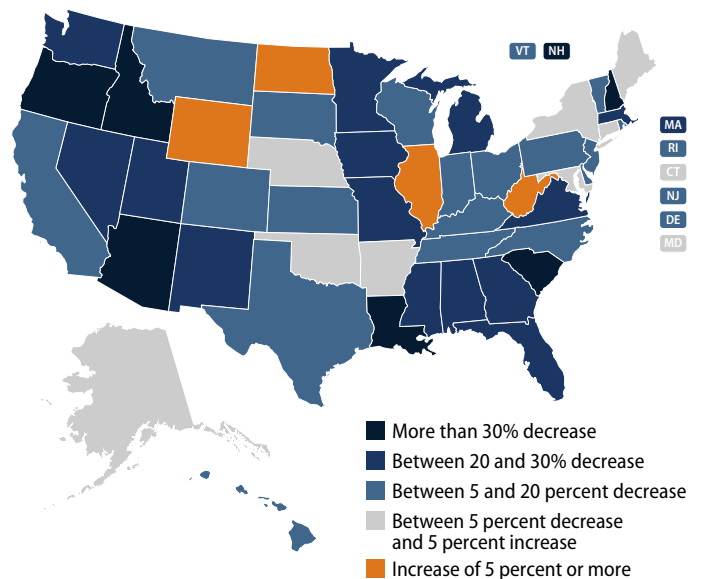 VT NH
MA
RI
CT
NJ
DE
MD
More than 30% decrease
Between 20 and 30% decrease
Between 5 and 20 percent decrease
Between 5 percent decrease
and 5 percent increase
Increase of 5 percent or more